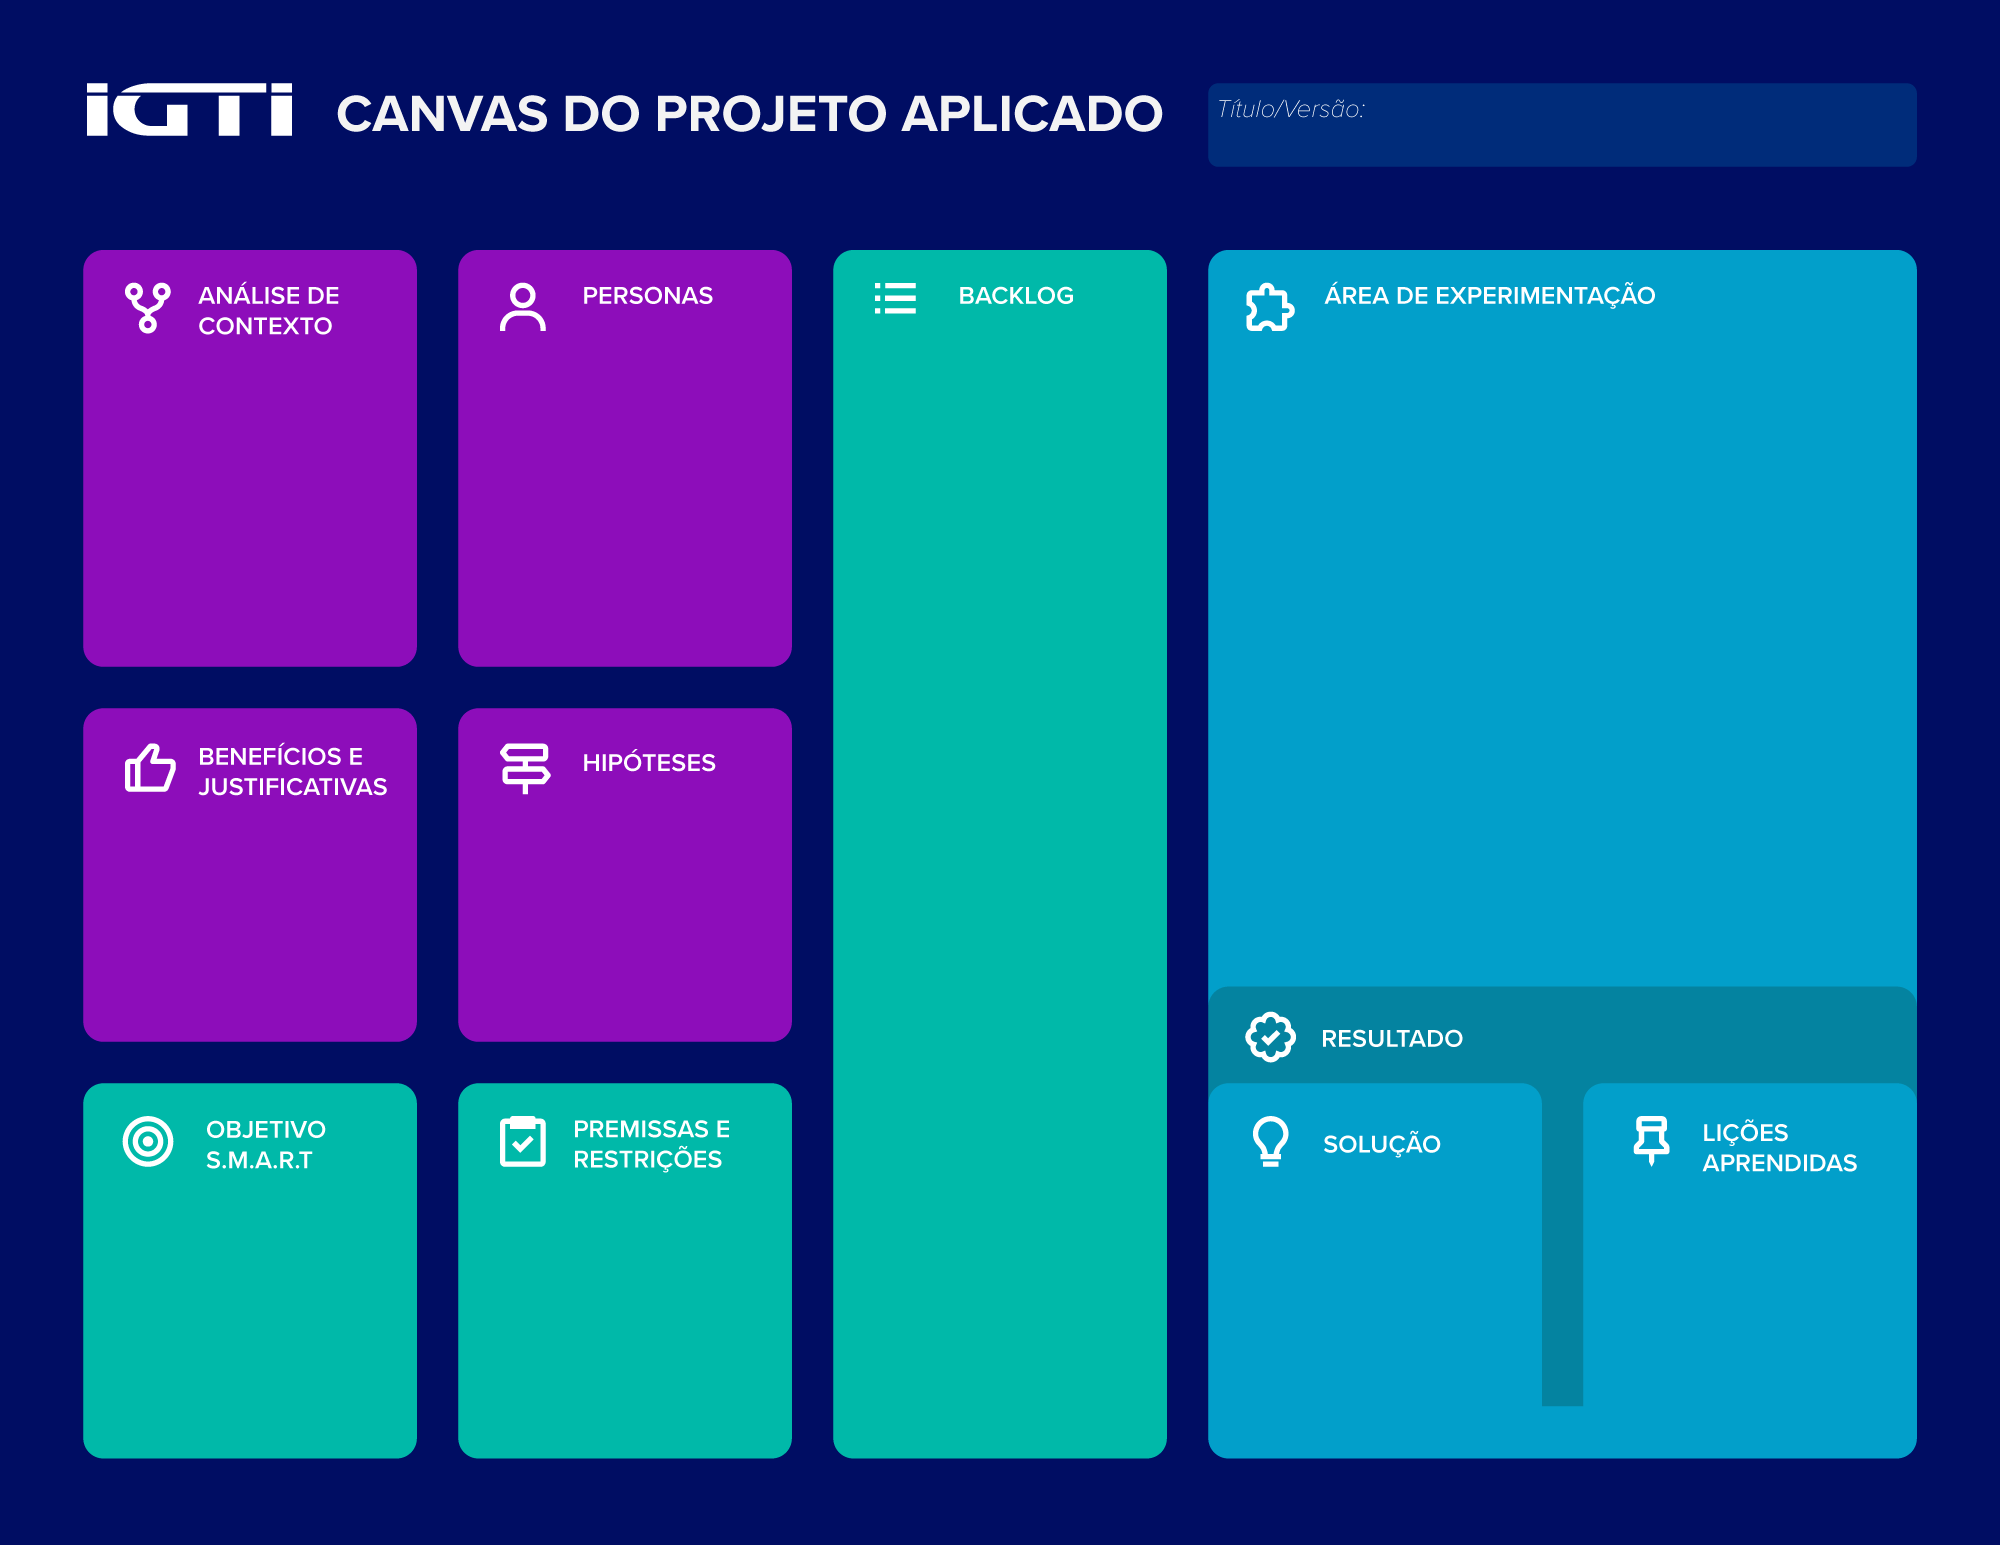 iGTi
CANVAS DO PROJETO APLICADO
Título/Versão:
ANÁLISE DE
CONTEXTO
PERSONAS
BACKLOG
ÁREA DE EXPERIMENTAÇÃO
BENEFÍCIOS E
JUSTIFICATIVAS
HIPÓTESES
RESULTADO
OBJETIVO
S.M.A.R.T
PREMISSAS E
RESTRIÇÕES
SOLUÇÃO
LIÇÕES
APRENDIDAS